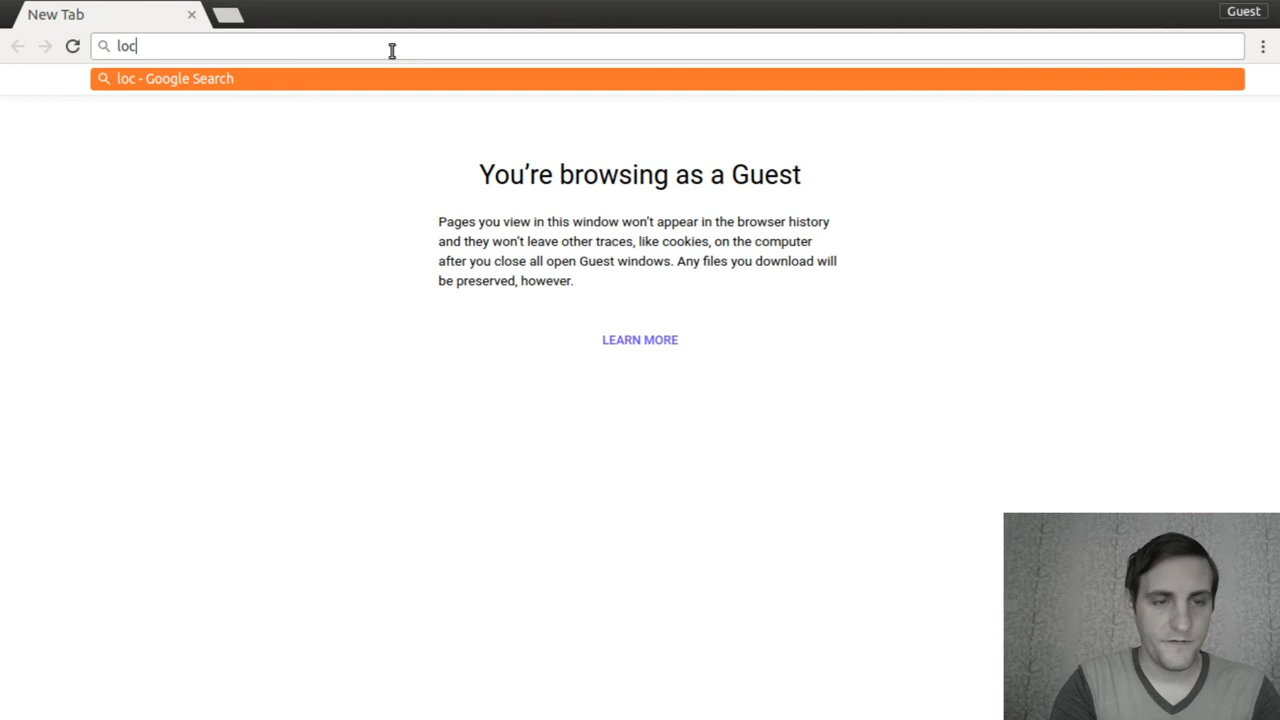 New Tab
Guest
loc
loc - Google Search
You’re browsing as a Guest
Pages you view in this window won’t appear in the browser history
and they won’t leave other traces, like cookies, on the computer
after you close all open Guest windows. Any files you download will
be preserved, however.
LEARN MORE